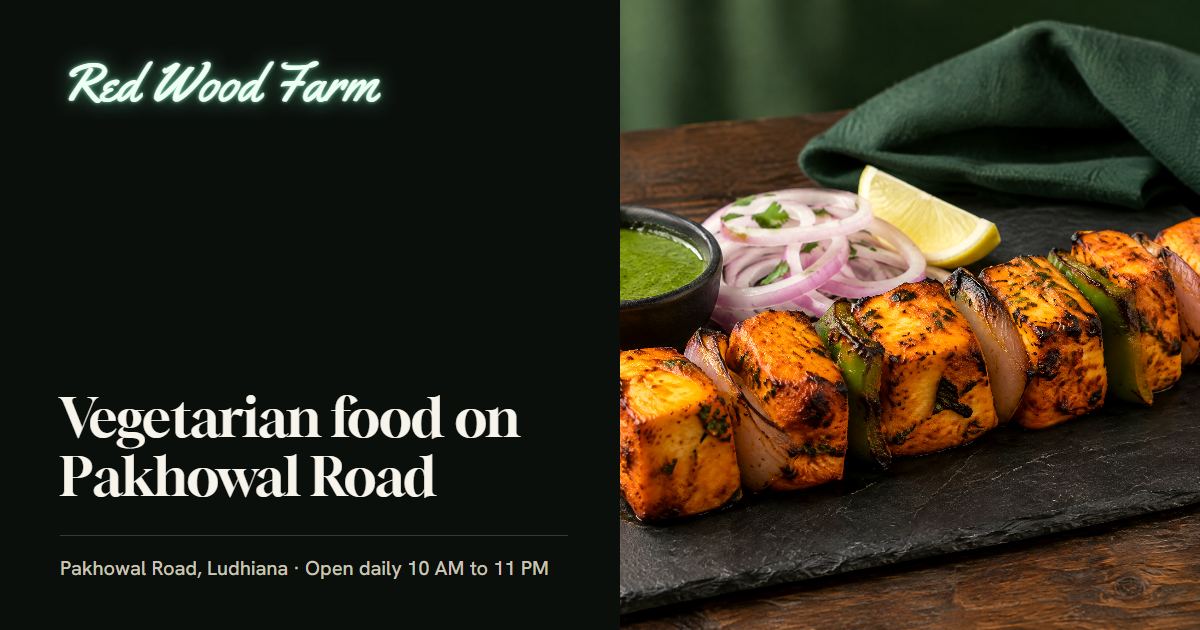 Red Wood Farm
Vegetarian food on
Pakhowal Road
Pakhowal Road, Ludhiana · Open daily 10 AM to 11 PM